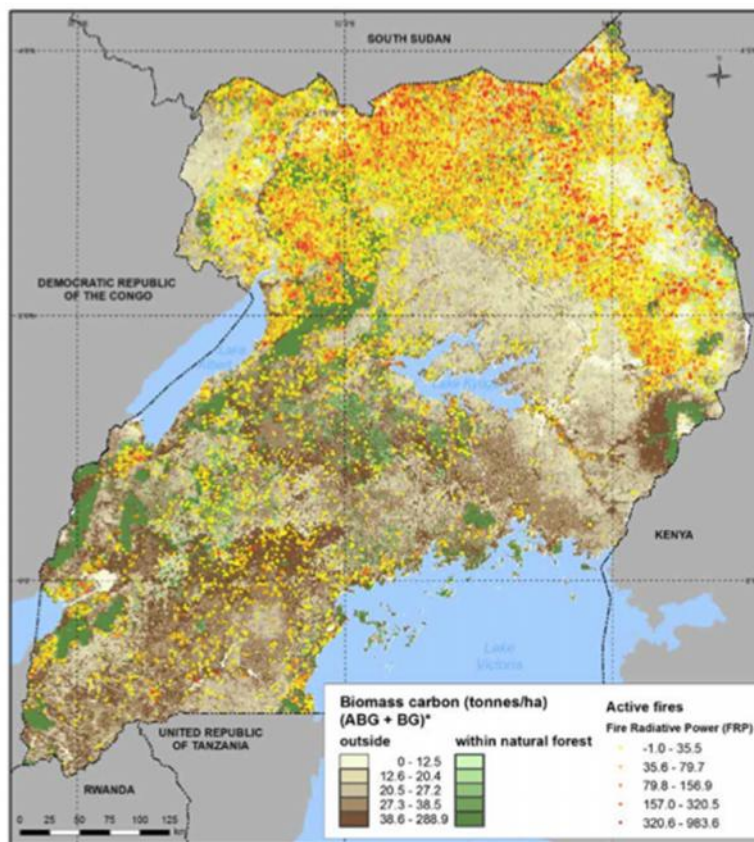 SOUTH SUDAN
DEMOCRATIC REPUBLIC
OF THE CONGO
Lake
Lake
KENYA
Lake
Victoria
UNITED REPUBLIC
OF TANZANIA
RWANDA
0 25 50 75 100 125
km
Biomass carbon (tonnes/ha)
(ABG + BG)*
outside within natural forest
0 - 12.5
12.6 - 20.4
20.5 - 27.2
27.3 - 38.5
38.6 - 288.9
Active fires
Fire Radiative Power (FRP)
-1.0 - 35.5
35.6 - 79.7
79.8 - 156.9
157.0 - 320.5
320.6 - 983.6